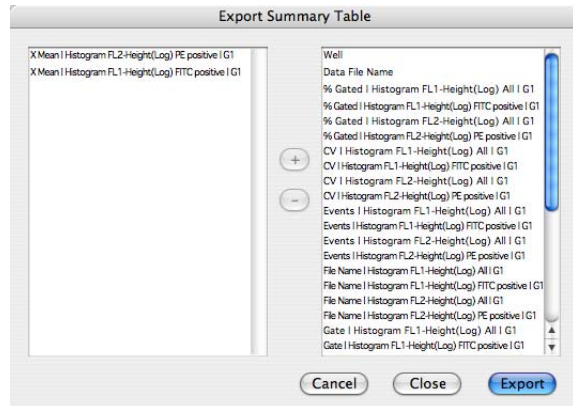 Export Summary Table
X Mean | Histogram FL2-Height(Log) PE positive | G1
X Mean | Histogram FL1-Height(Log) FITC positive | G1
Well
Data File Name
% Gated | Histogram FL1-Height(Log) All | G1
% Gated | Histogram FL1-Height(Log) FITC positive | G1
% Gated | Histogram FL2-Height(Log) All | G1
% Gated | Histogram FL2-Height(Log) PE positive | G1
CV | Histogram FL1-Height(Log) All | G1
CV | Histogram FL1-Height(Log) FITC positive | G1
CV | Histogram FL2-Height(Log) All | G1
CV | Histogram FL2-Height(Log) PE positive | G1
Events | Histogram FL1-Height(Log) All | G1
Events | Histogram FL1-Height(Log) FITC positive | G1
Events | Histogram FL2-Height(Log) All | G1
Events | Histogram FL2-Height(Log) PE positive | G1
File Name | Histogram FL1-Height(Log) All | G1
File Name | Histogram FL1-Height(Log) FITC positive | G1
File Name | Histogram FL2-Height(Log) All | G1
File Name | Histogram FL2-Height(Log) PE positive | G1
Gate | Histogram FL1-Height(Log) All | G1
Gate | Histogram FL1-Height(Log) FITC positive | G1
+
-
Cancel Close Export